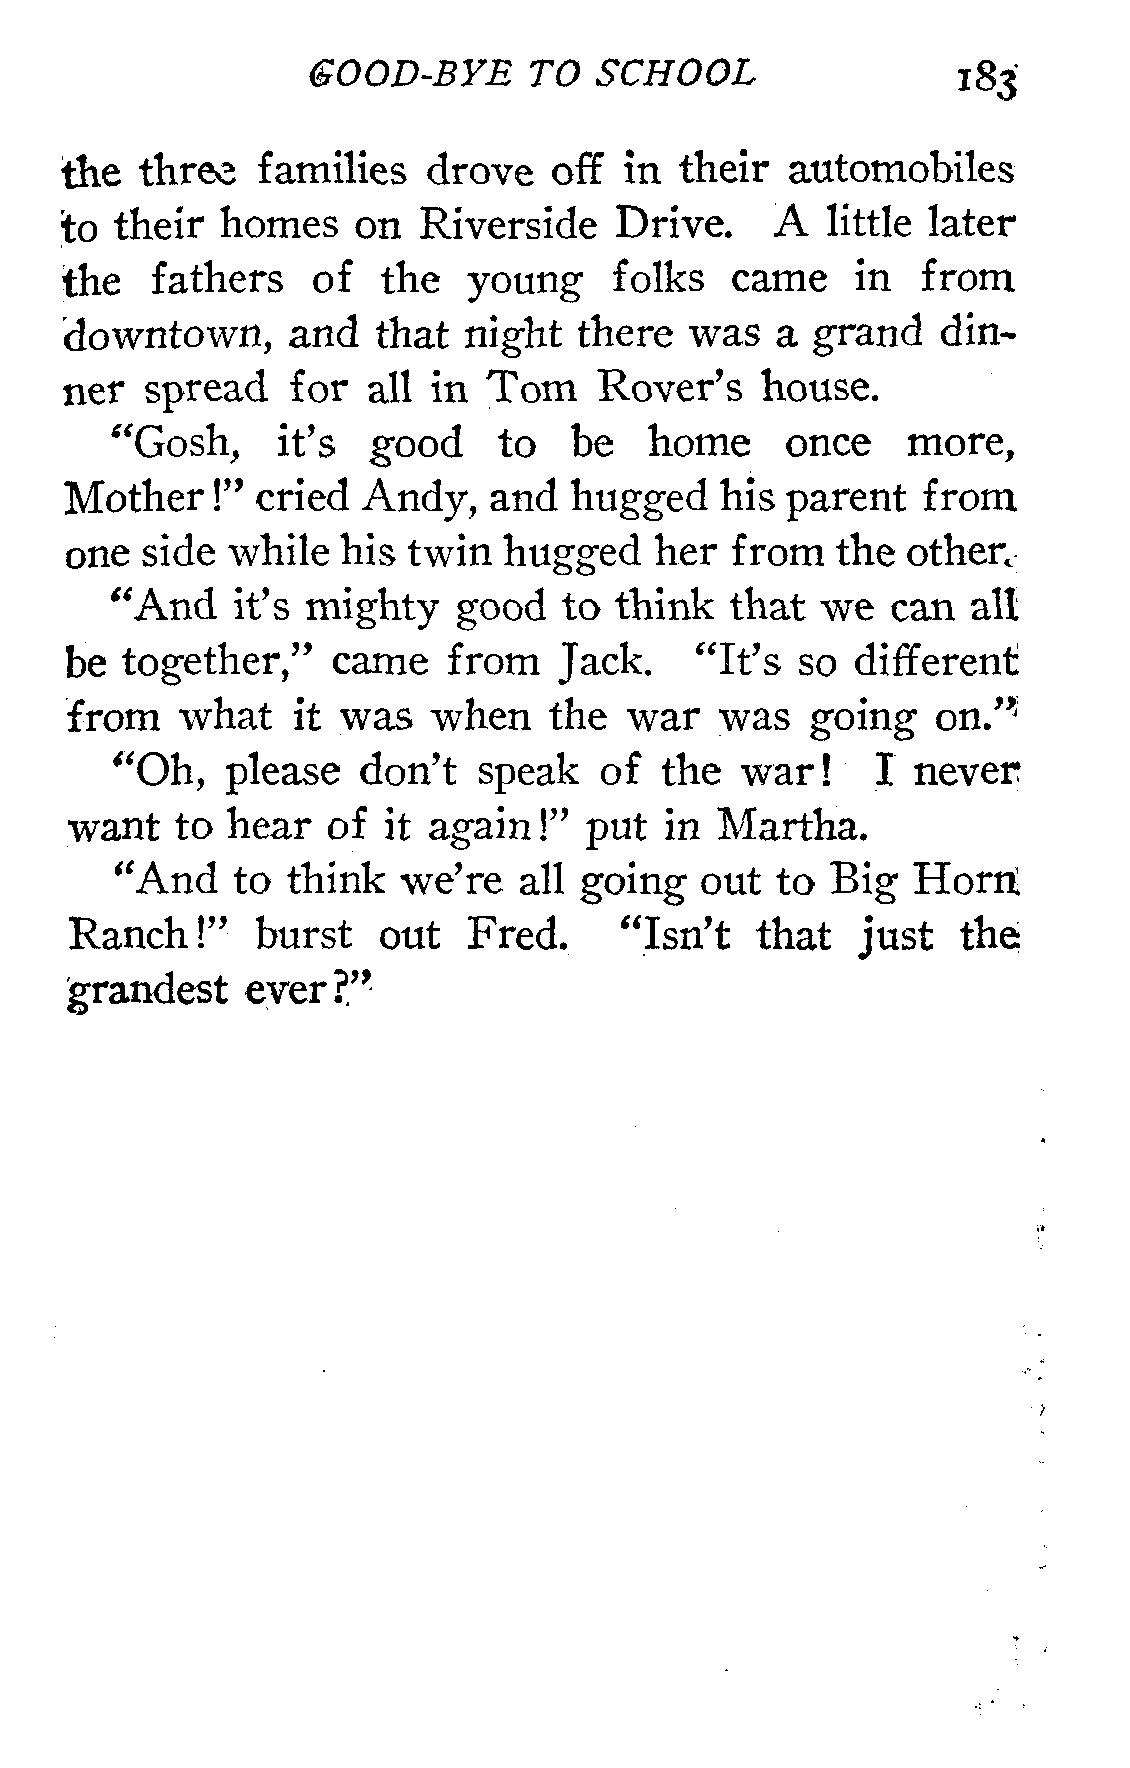 GOOD-BYE TO SCHOOL 183
the three families drove off in their automobiles
to their homes on Riverside Drive. A little later
the fathers of the young folks came in from
downtown, and that night there was a grand din-
ner spread for all in Tom Rover's house.
"Gosh, it's good to be home once more,
Mother!" cried Andy, and hugged his parent from
one side while his twin hugged her from the other.
"And it's mighty good to think that we can all
be together," came from Jack. "It's so different
from what it was when the war was going on."
"Oh, please don't speak of the war! I never
want to hear of it again!" put in Martha.
"And to think we're all going out to Big Horn
Ranch!" burst out Fred. "Isn't that just the
grandest ever?"